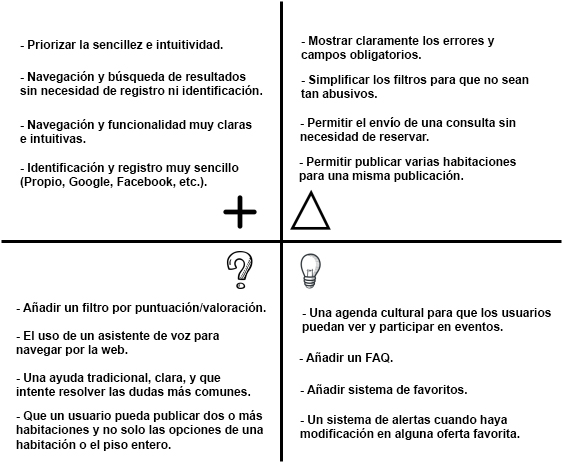 - Priorizar la sencillez e intuitividad.
- Navegación y búsqueda de resultados
sin necesidad de registro ni identificación.
- Navegación y funcionalidad muy claras
e intuitivas.
- Identificación y registro muy sencillo
(Propio, Google, Facebook, etc.).
- Mostrar claramente los errores y
campos obligatorios.
- Simplificar los filtros para que no sean
tan abusivos.
- Permitir el envío de una consulta sin
necesidad de reservar.
- Permitir publicar varias habitaciones
para una misma publicación.
- Añadir un filtro por puntuación/valoración.
- El uso de un asistente de voz para
navegar por la web.
- Una ayuda tradicional, clara, y que
intente resolver las dudas más comunes.
- Que un usuario pueda publicar dos o más
habitaciones y no solo las opciones de una
habitación o el piso entero.
- Una agenda cultural para que los usuarios
puedan ver y participar en eventos.
- Añadir un FAQ.
- Añadir sistema de favoritos.
- Un sistema de alertas cuando haya
modificación en alguna oferta favorita.